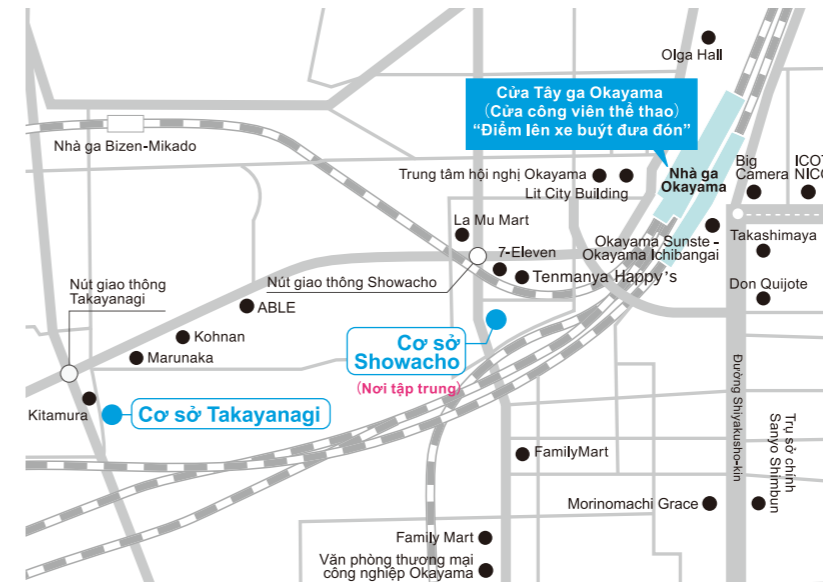 Olga Hall
Cửa Tây ga Okayama
(Cửa công viên thể thao)
“Điểm lên xe buýt đưa đón”
Nhà ga Bizen-Mikado
Trung tâm hội nghị Okayama
Lit City Building
Nhà ga
Okayama
Big
Camera
ICOT
NICO
La Mu Mart
7-Eleven
Okayama Sunste -
Okayama Ichibangai
Takashimaya
Nút giao thông
Takayanagi
Nút giao thông Showacho
Tenmanya Happy's
Don Quijote
ABLE
Kohnan
Marunaka
Cơ sở
Showacho
(Nơi tập trung)
Kitamura
Cơ sở Takayanagi
Đường Shiyakusho-kin
Trụ sở chính
Sanyo Shimbun
FamilyMart
Morinomachi Grace
Family Mart
Văn phòng thương mại
công nghiệp Okayama